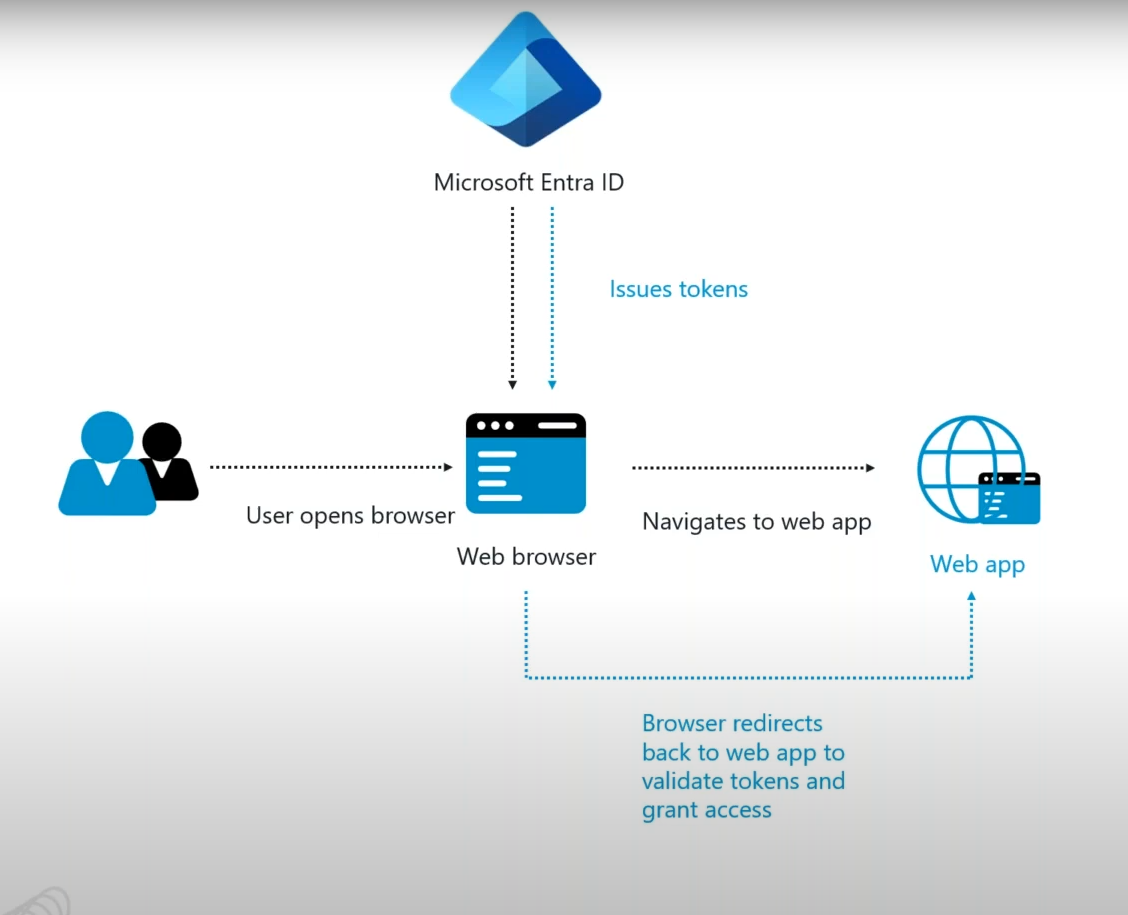 Microsoft Entra ID
Issues tokens
User opens browser
Web browser
Navigates to web app
Web app
Browser redirects
back to web app to
validate tokens and
grant access